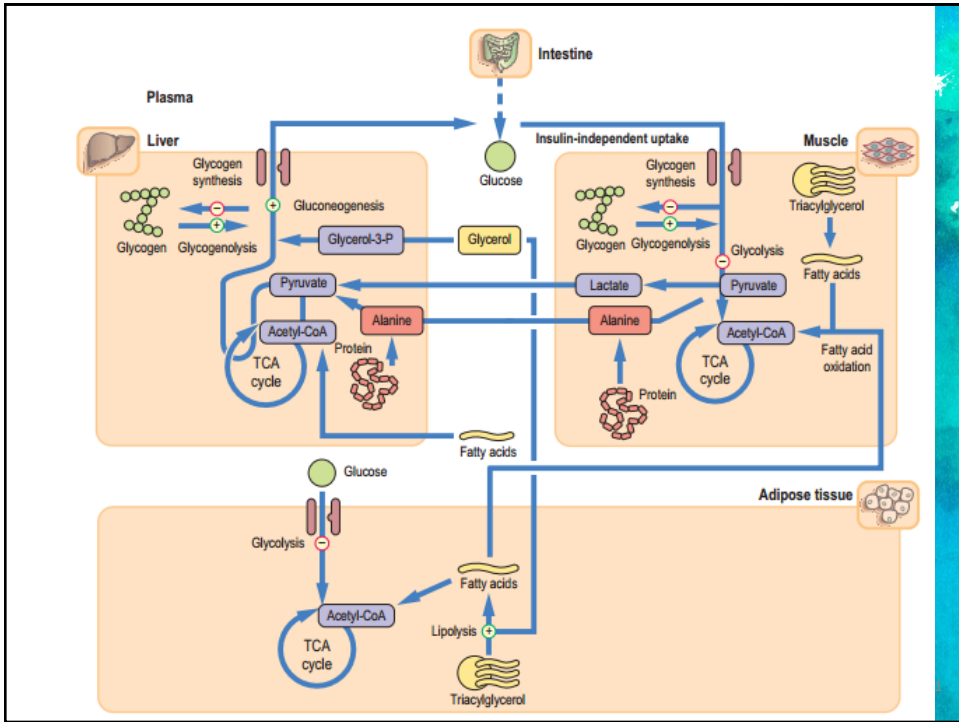 Intestine
Plasma
Liver
Insulin-independent uptake
Muscle
Glycogen
synthesis
Glucose
Glycogen
synthesis
Triacylglycerol
−
+
Gluconeogenesis
−
+
Glycogen
Glycogenolysis
Glycerol-3-P
Glycerol
Glycogen
Glycogenolysis
Glycolysis
−
Fatty acids
Pyruvate
Lactate
Pyruvate
Acetyl-CoA
Alanine
Alanine
Acetyl-CoA
Protein
TCA
cycle
TCA
cycle
Fatty acid
oxidation
Protein
Fatty acids
Glucose
Adipose tissue
Glycolysis
−
Fatty acids
Acetyl-CoA
Lipolysis
+
TCA
cycle
Triacylglycerol